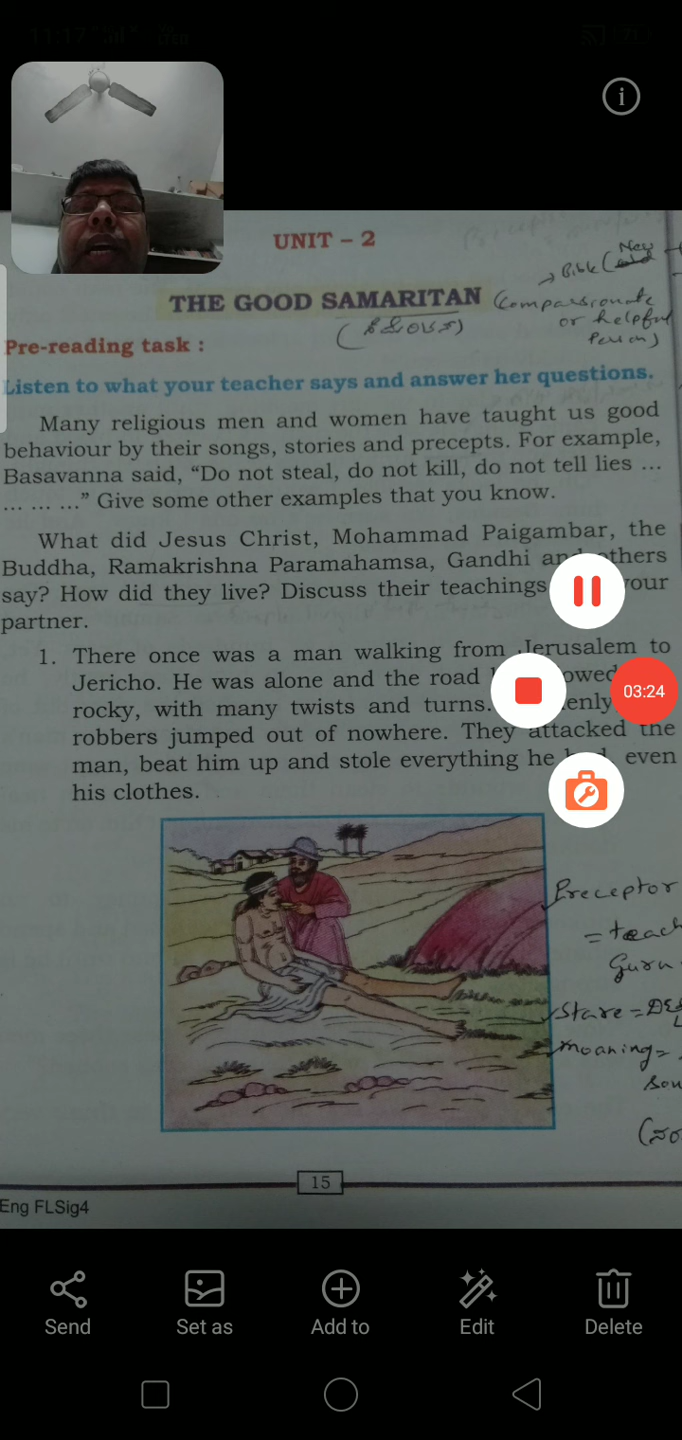 UNIT – 2
Bible (New
THE GOOD SAMARITAN (Compassionate
or helpful
Person)
Pre-reading task :
Listen to what your teacher says and answer her questions.
Many religious men and women have taught us good
behaviour by their songs, stories and precepts. For example,
Basavanna said, “Do not steal, do not kill, do not tell lies ...
... ... ...” Give some other examples that you know.
What did Jesus Christ, Mohammad Paigambar, the
Buddha, Ramakrishna Paramahamsa, Gandhi and others
say? How did they live? Discuss their teachings your
partner.
1. There once was a man walking from Jerusalem to
Jericho. He was alone and the road
rocky, with many twists and turns.
03:24
robbers jumped out of nowhere. They attacked the
man, beat him up and stole everything he even
his clothes.
Preceptor
= teach
Guru
Stare =
moaning =
15
Eng FLSig4
Send
Set as
Add to
Edit
Delete